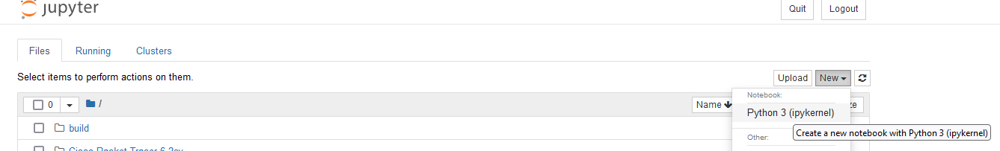 jupyter
Quit
Logout
Files
Running
Clusters
Select items to perform actions on them.
Upload
New
0
/
Name
Notebook:
Python 3 (ipykernel)
Create a new notebook with Python 3 (ipykernel)
build
Other: